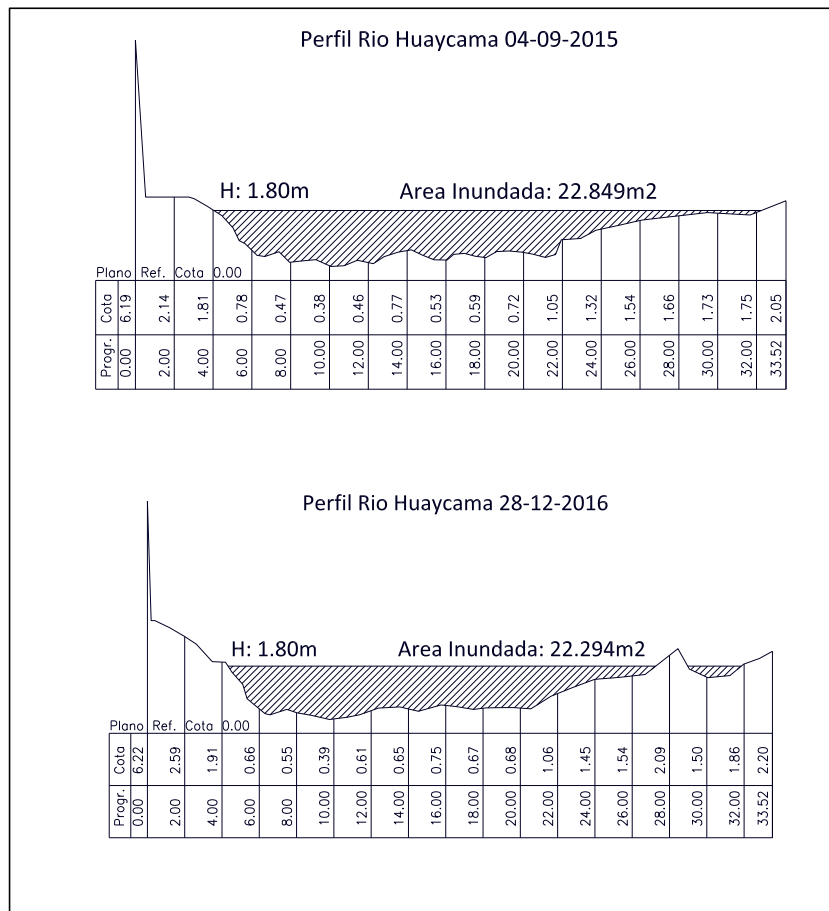 Perfil Rio Huaycama 04-09-2015
H: 1.80m Area Inundada: 22.849m2
Plano Ref. Cota 0.00
Cota 6.19 2.14 1.81 0.78 0.47 0.38 0.46 0.77 0.53 0.59 0.72 1.05 1.32 1.54 1.66 1.73 1.75 2.05
Progr. 0.00 2.00 4.00 6.00 8.00 10.00 12.00 14.00 16.00 18.00 20.00 22.00 24.00 26.00 28.00 30.00 32.00 33.52
Perfil Rio Huaycama 28-12-2016
H: 1.80m Area Inundada: 22.294m2
Plano Ref. Cota 0.00
Cota 6.22 2.59 1.91 0.66 0.55 0.39 0.61 0.65 0.75 0.67 0.68 1.06 1.45 1.54 2.09 1.50 1.86 2.20
Progr. 0.00 2.00 4.00 6.00 8.00 10.00 12.00 14.00 16.00 18.00 20.00 22.00 24.00 26.00 28.00 30.00 32.00 33.52